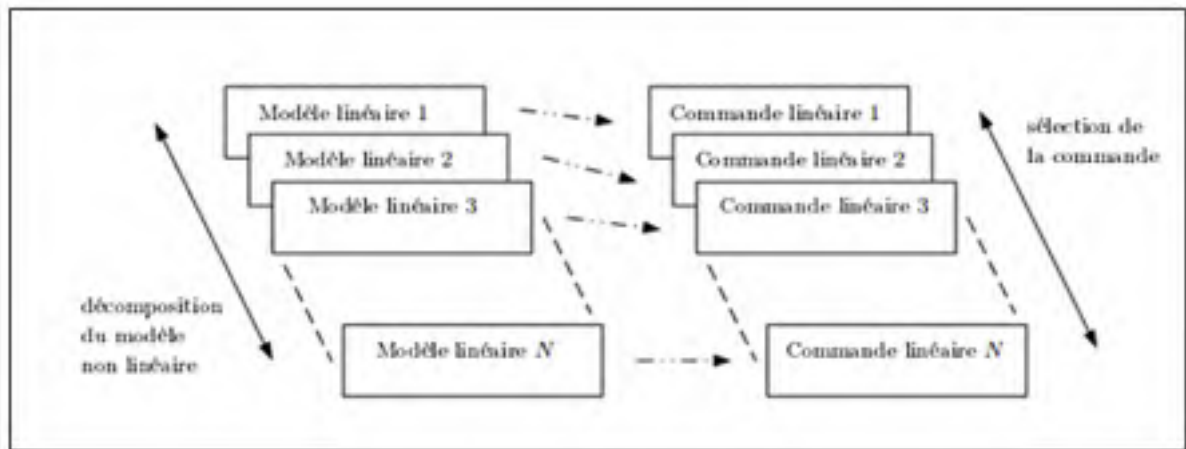 Modèle linéaire 1
Commande linéaire 1
sélection de
la commande
Modèle linéaire 2
Commande linéaire 2
Modèle linéaire 3
Commande linéaire 3
décomposition
du modèle
non linéaire
Modèle linéaire N
Commande linéaire N